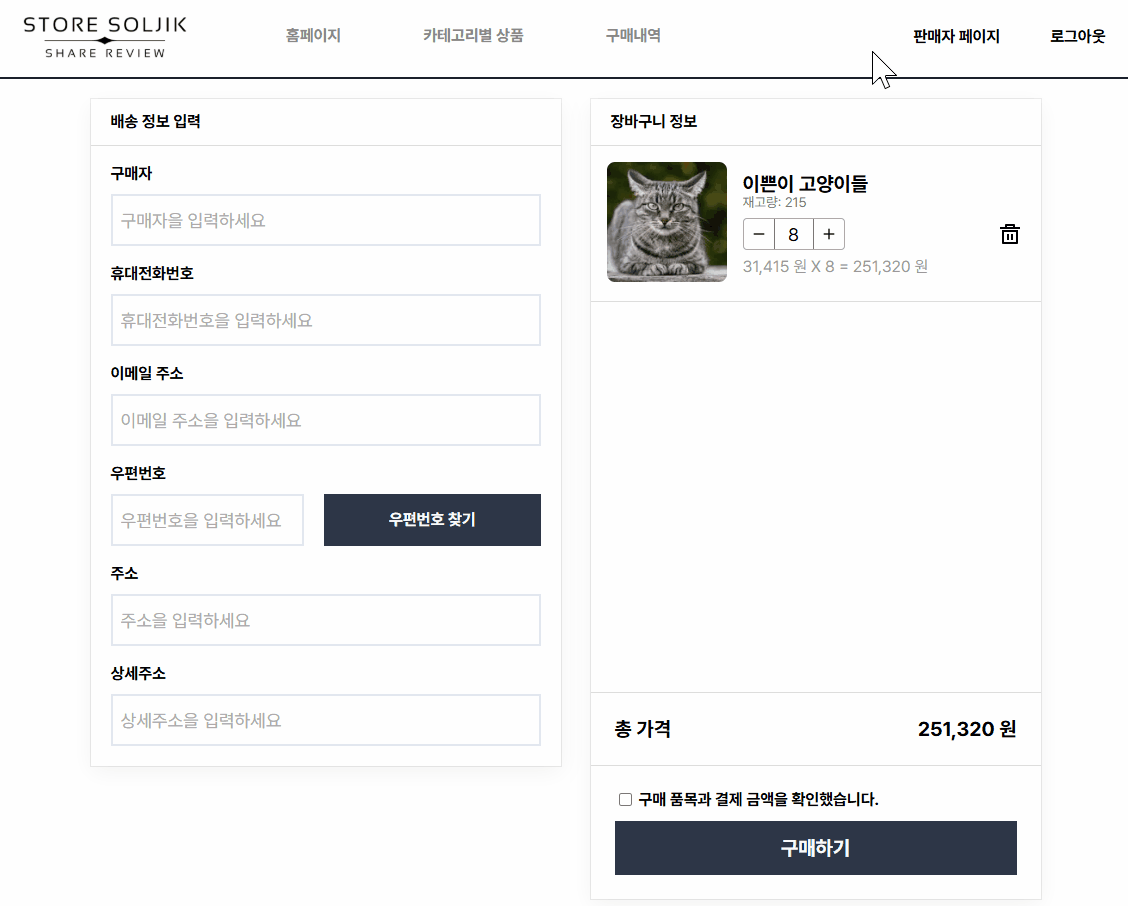 STORE SOLJIK
SHARE REVIEW
홈페이지
카테고리별 상품
구매내역
판매자 페이지
로그아웃
배송 정보 입력
구매자
구매자을 입력하세요
휴대전화번호
휴대전화번호을 입력하세요
이메일 주소
이메일 주소을 입력하세요
우편번호
우편번호을 입력하세요
우편번호 찾기
주소
주소을 입력하세요
상세주소
상세주소을 입력하세요
장바구니 정보
이쁜이 고양이들
재고량: 215
− 8 +
31,415 원 X 8 = 251,320 원
총 가격
251,320 원
구매 품목과 결제 금액을 확인했습니다.
구매하기